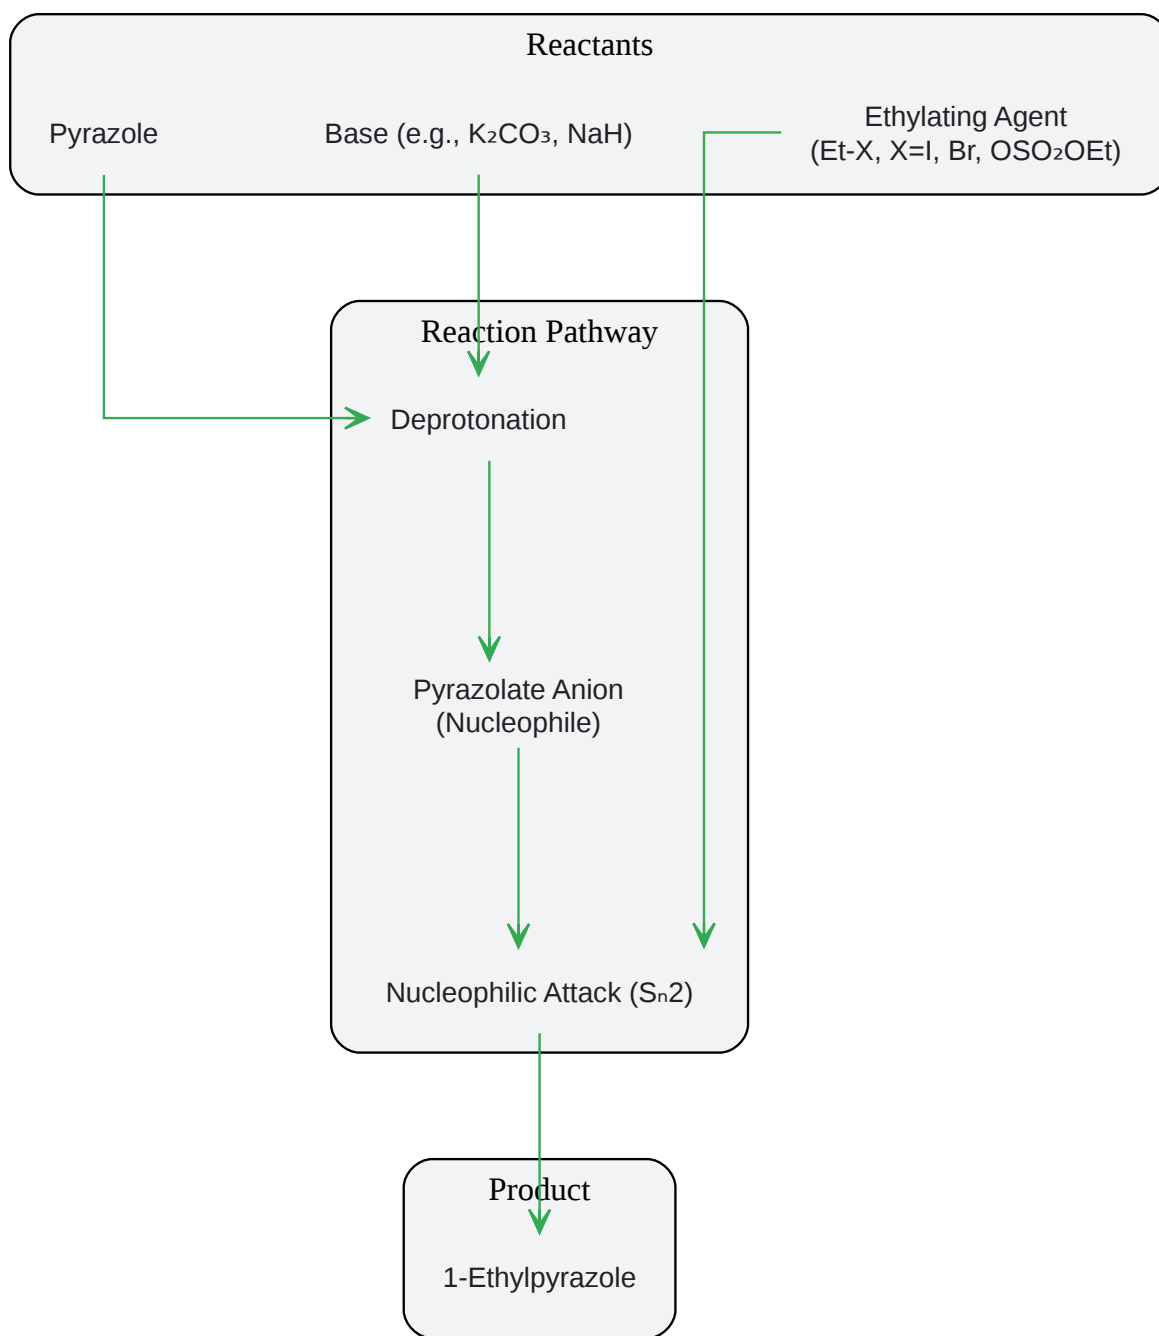 Reactants
Pyrazole
Base (e.g., K₂CO₃, NaH)
Ethylating Agent
(Et-X, X=I, Br, OSO₂OEt)
Reaction Pathway
Deprotonation
Pyrazolate Anion
(Nucleophile)
Nucleophilic Attack (Sₙ2)
Product
1-Ethylpyrazole